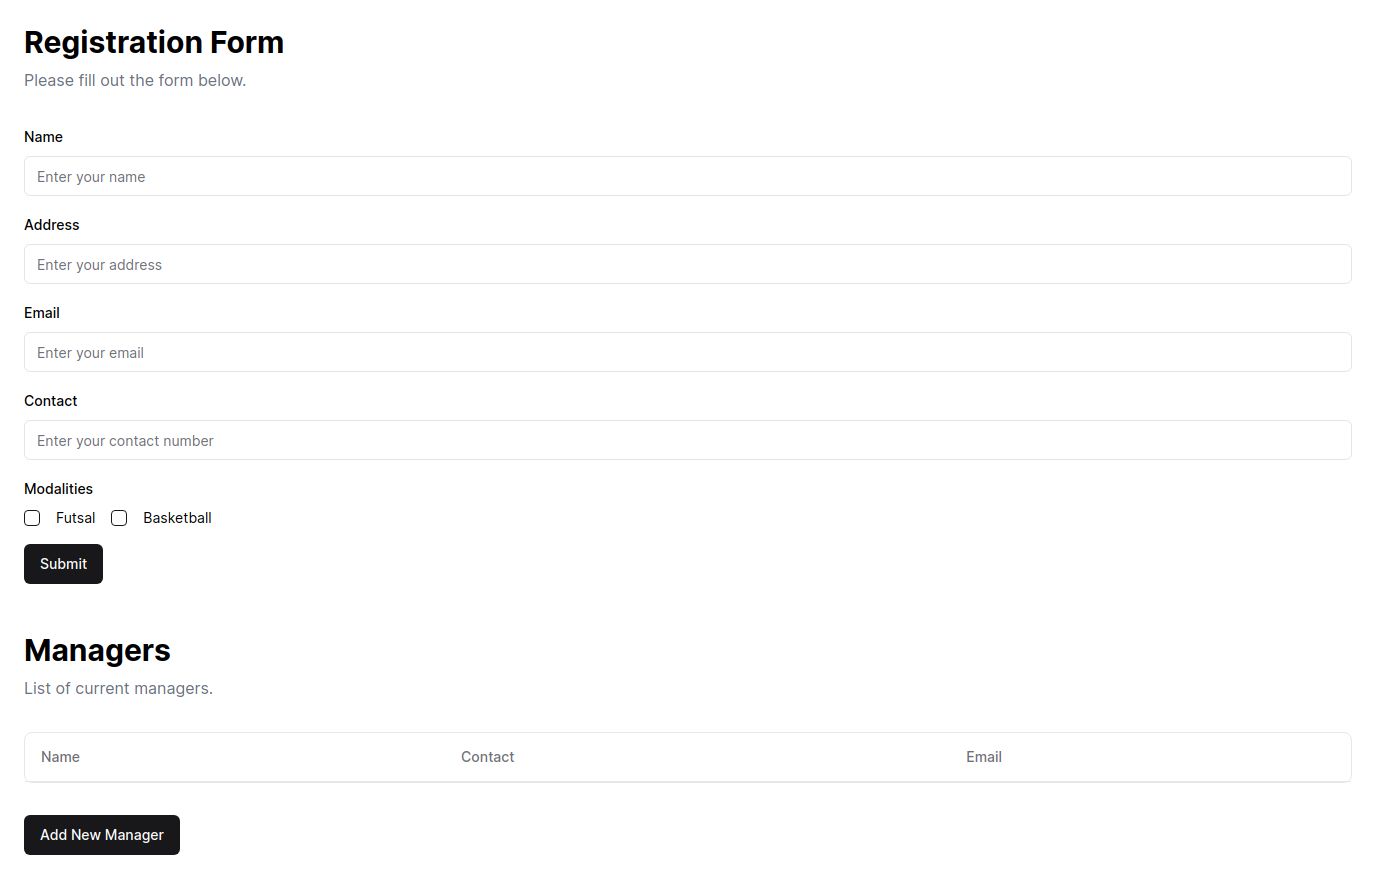 Registration Form
Please fill out the form below.
Name
Enter your name
Address
Enter your address
Email
Enter your email
Contact
Enter your contact number
Modalities
Futsal Basketball
Submit
Managers
List of current managers.
Name Contact Email
Add New Manager